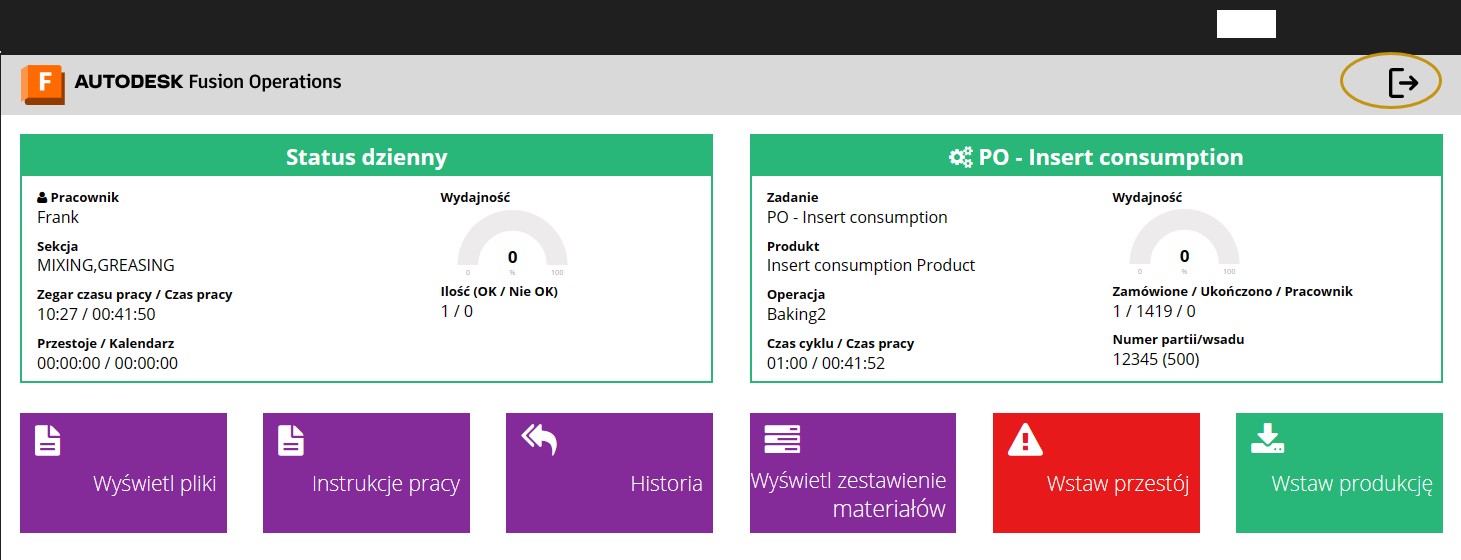 F AUTODESK Fusion Operations
Status dzienny
Pracownik
Frank
Sekcja
MIXING,GREASING
Zegar czasu pracy / Czas pracy
10:27 / 00:41:50
Przestoje / Kalendarz
00:00:00 / 00:00:00
Wydajność
0
0 % 100
Ilość (OK / Nie OK)
1 / 0
PO - Insert consumption
Zadanie
PO - Insert consumption
Produkt
Insert consumption Product
Operacja
Baking2
Czas cyklu / Czas pracy
01:00 / 00:41:52
Wydajność
0
0 % 100
Zamówione / Ukończono / Pracownik
1 / 1419 / 0
Numer partii/wsadu
12345 (500)
Wyświetl pliki
Instrukcje pracy
Historia
Wyświetl zestawienie
materiałów
Wstaw przestój
Wstaw produkcję